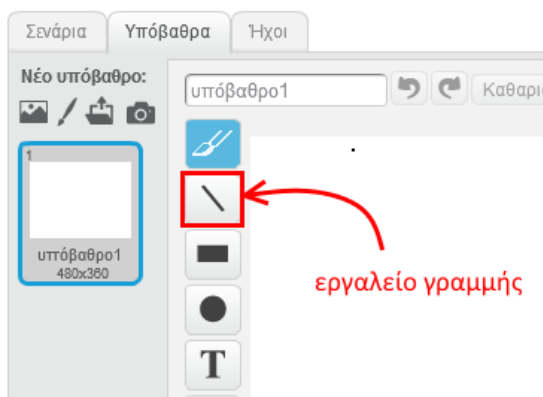 Σενάρια Υπόβαθρα Ήχοι
Νέο υπόβαθρο:
υπόβαθρο1 Καθαρι
1
υπόβαθρο1
480x360
εργαλείο γραμμής
T